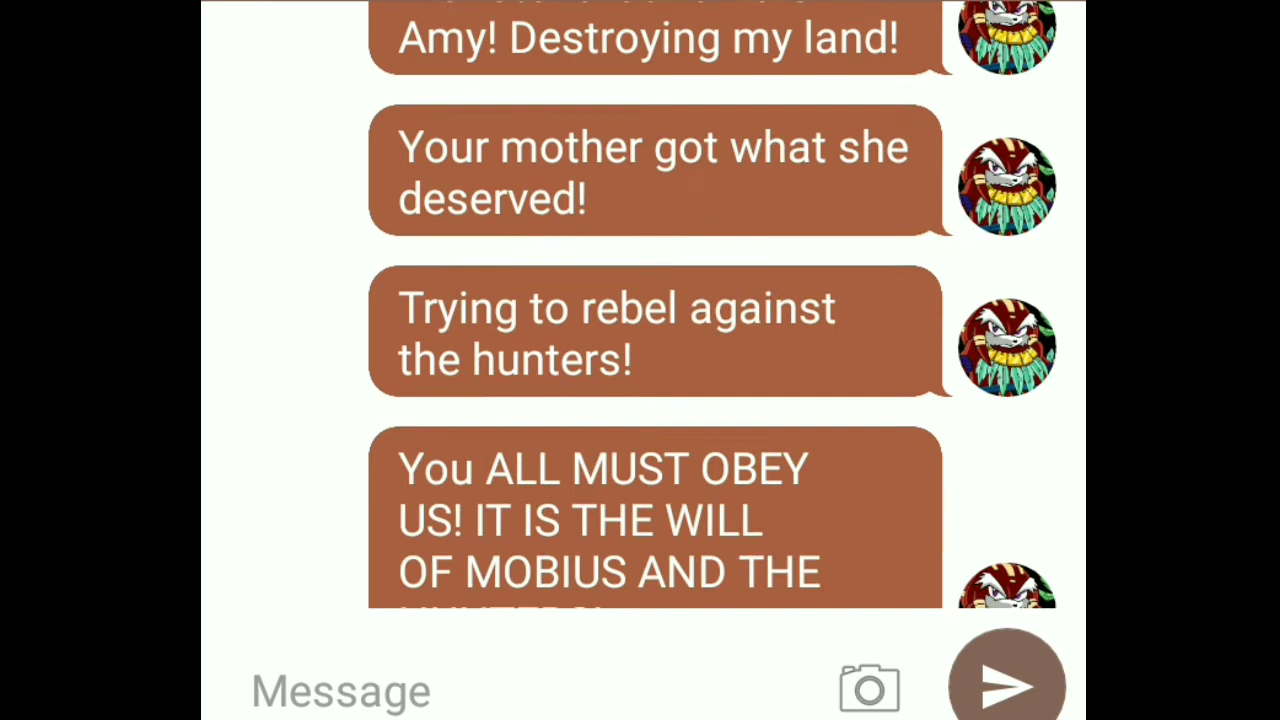 Amy! Destroying my land!
Your mother got what she
deserved!
Trying to rebel against
the hunters!
You ALL MUST OBEY
US! IT IS THE WILL
OF MOBIUS AND THE
Message